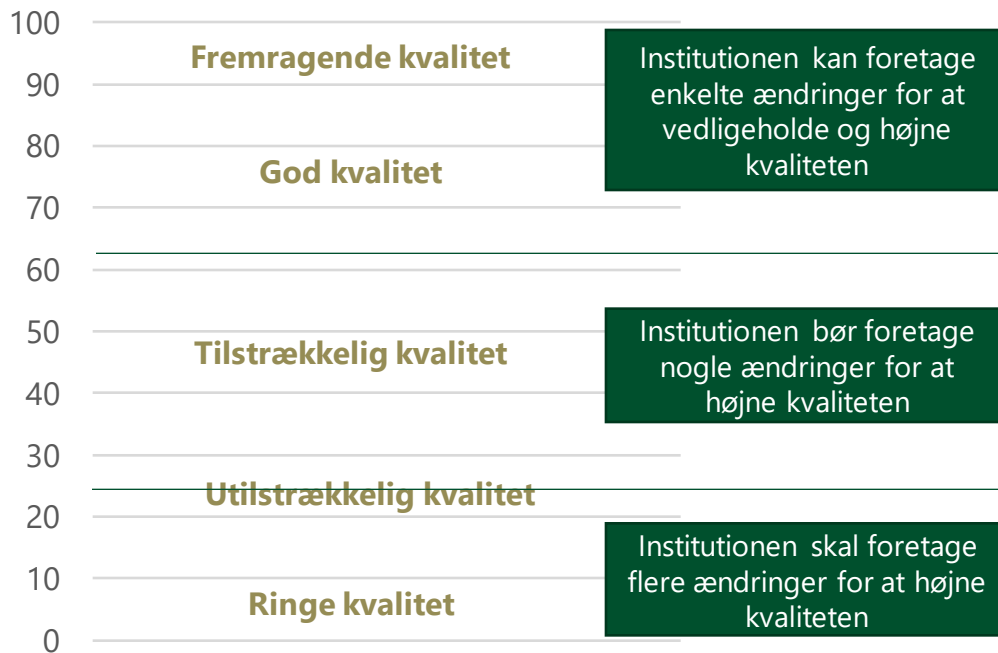 100
Fremragende kvalitet
90
80
God kvalitet
70
60
50
Tilstrækkelig kvalitet
40
30
Utilstrækkelig kvalitet
20
10
Ringe kvalitet
0
Institutionen kan foretage
enkelte ændringer for at
vedligeholde og højne
kvaliteten
Institutionen bør foretage
nogle ændringer for at
højne kvaliteten
Institutionen skal foretage
flere ændringer for at højne
kvaliteten